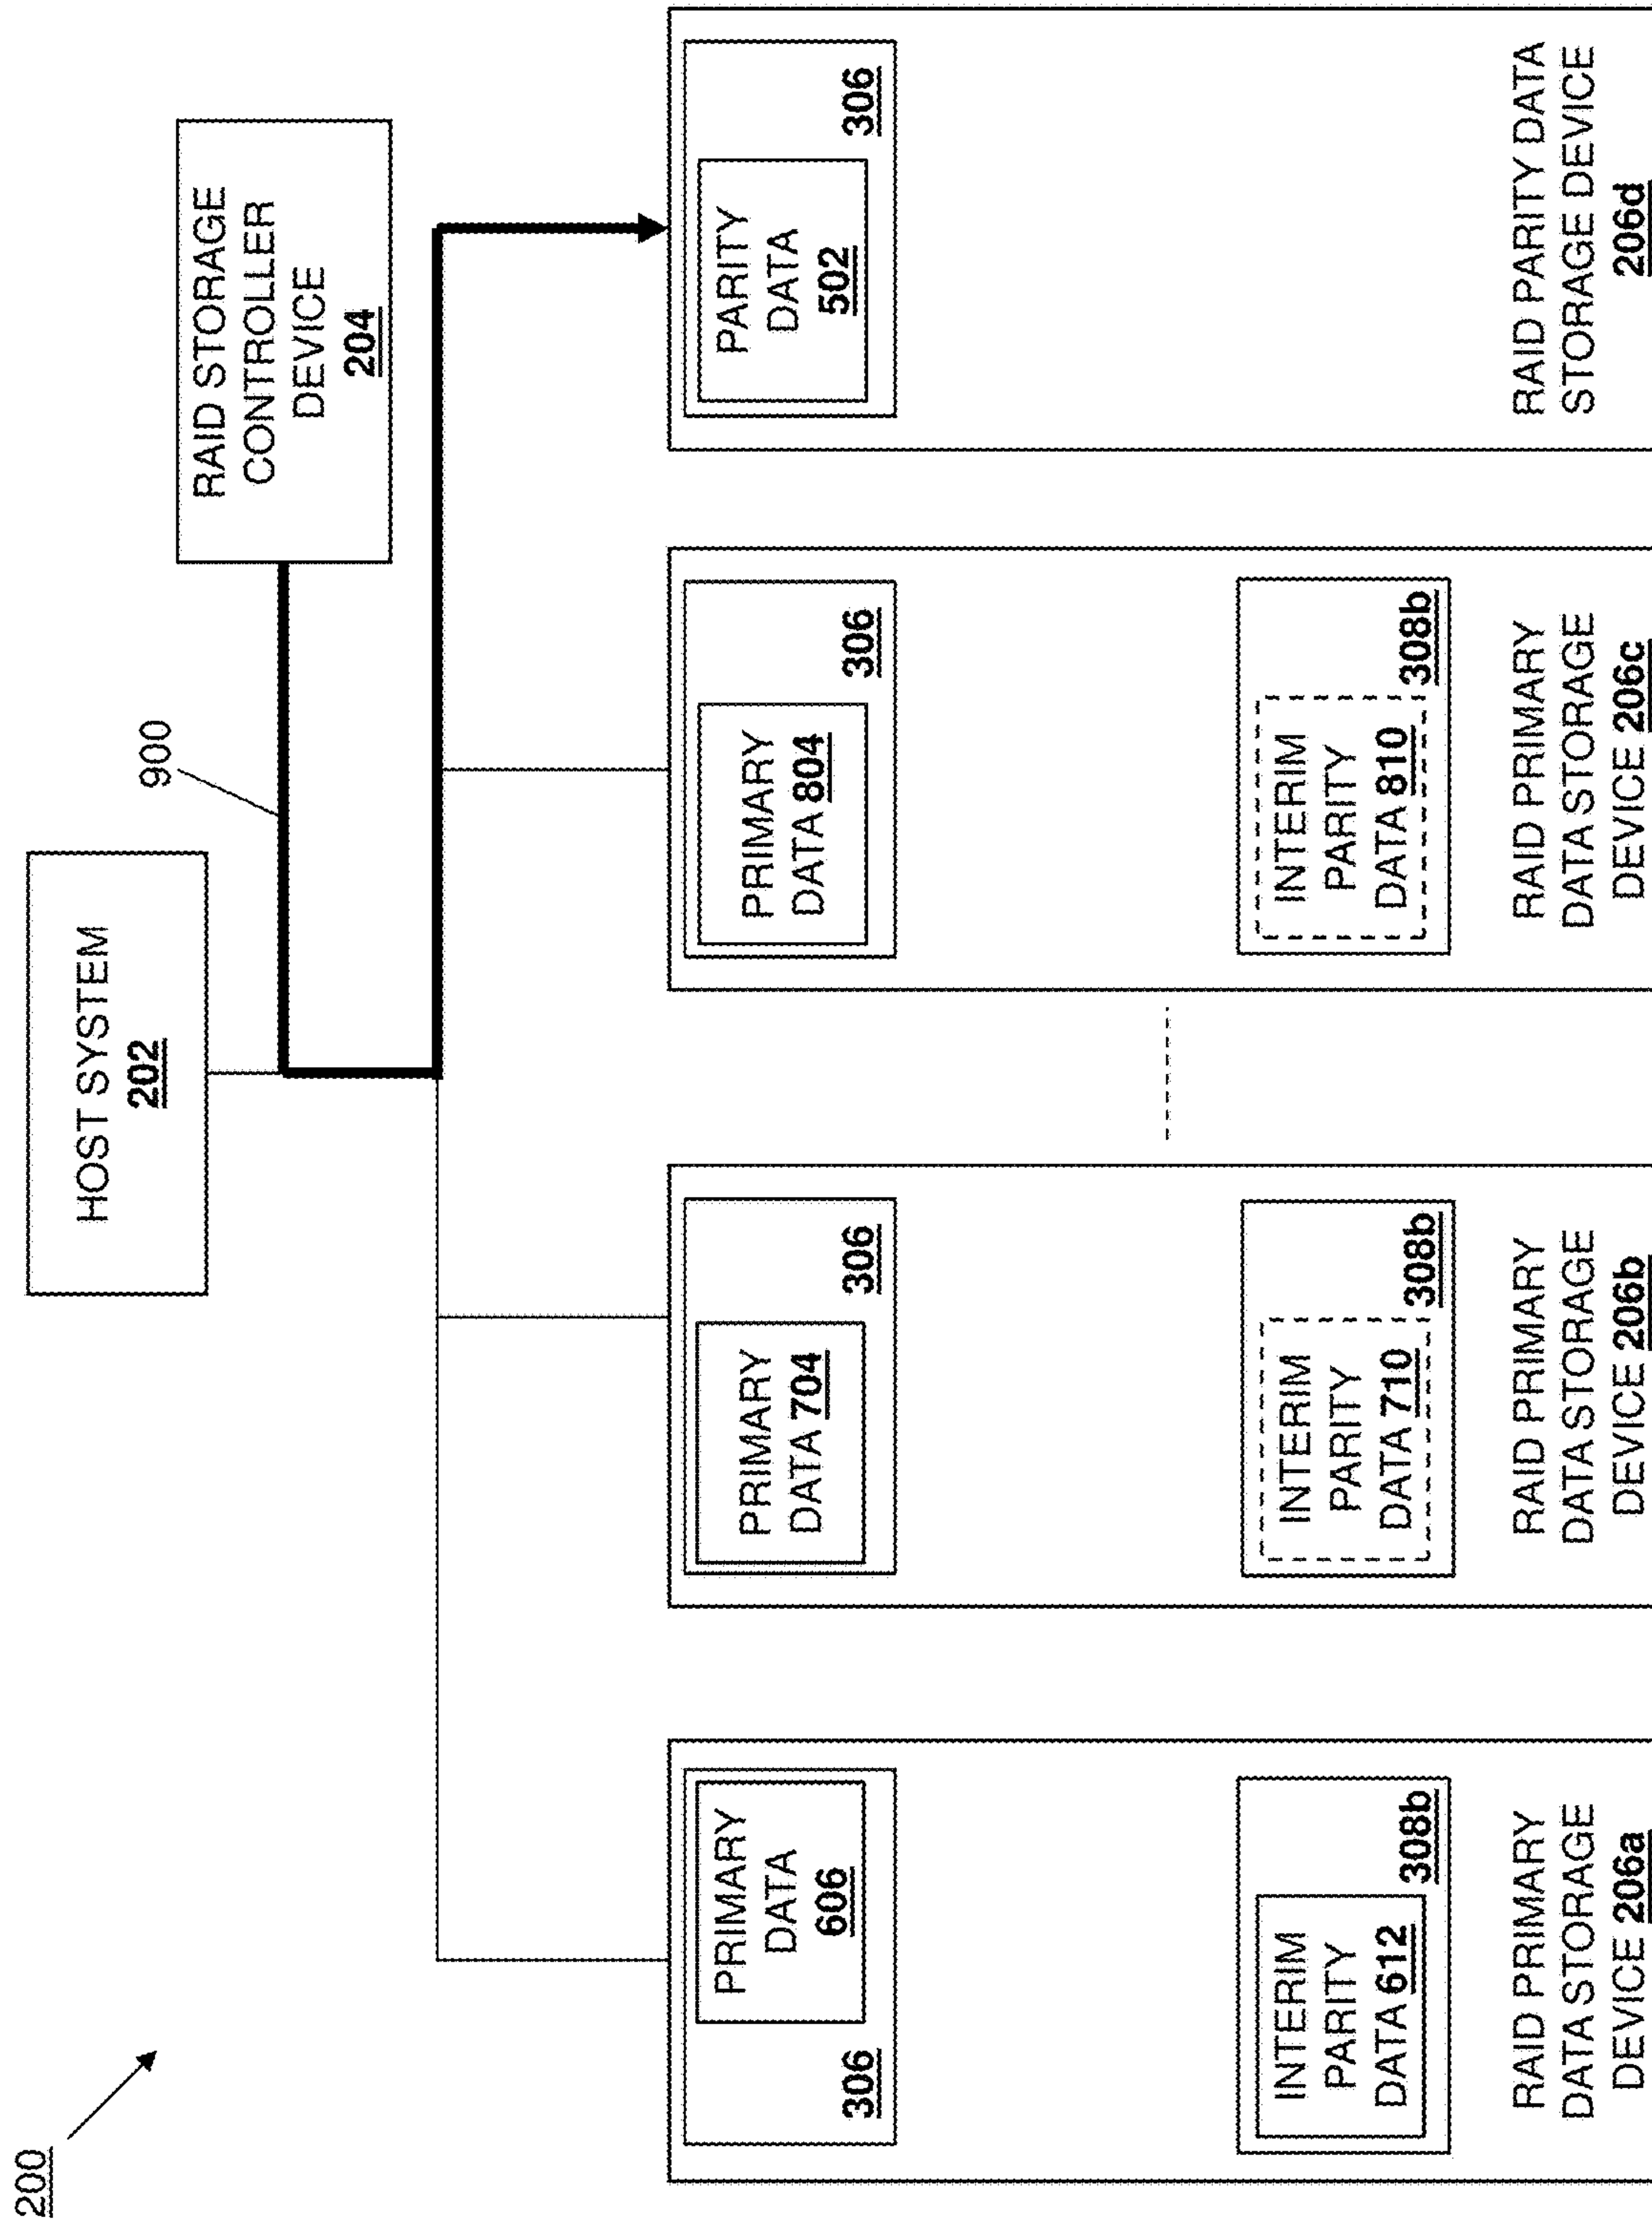 200
HOST SYSTEM
202
900
RAID STORAGE
CONTROLLER
DEVICE
204
PRIMARY
DATA
606
306
INTERIM
PARITY
DATA 612
308b
RAID PRIMARY
DATA STORAGE
DEVICE 206a
PRIMARY
DATA 704
306
INTERIM
PARITY
DATA 710
308b
RAID PRIMARY
DATA STORAGE
DEVICE 206b
PRIMARY
DATA 804
306
INTERIM
PARITY
DATA 810
308b
RAID PRIMARY
DATA STORAGE
DEVICE 206c
PARITY
DATA
502
306
RAID PARITY DATA
STORAGE DEVICE
206d